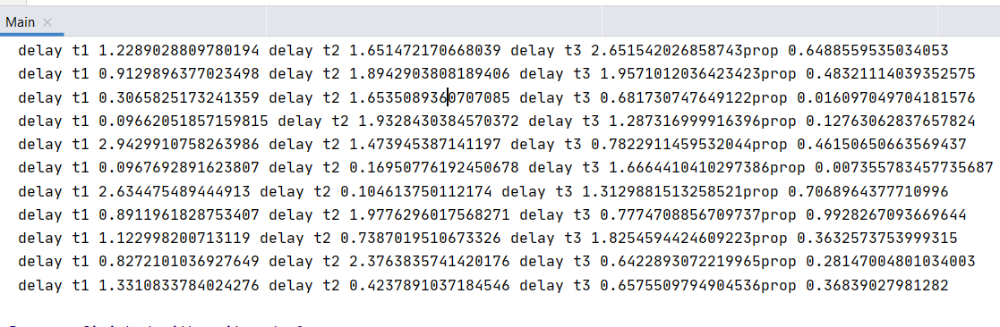 Main
delay t1 1.2289028809780194 delay t2 1.651472170668039 delay t3 2.651542026858743prop 0.6488559535034053
delay t1 0.9129896377023498 delay t2 1.8942903808189406 delay t3 1.9571012036423423prop 0.483211140393525​75
delay t1 0.3065825173241359 delay t2 1.6535089360707085 delay t3 0.681730747649122prop 0.016097049704181576
delay t1 0.09662051857159815 delay t2 1.9328430384570372 delay t3 1.287316999916396prop 0.12763062837657824
delay t1 2.9429910758263986 delay t2 1.473945387141197 delay t3 0.7822911459532044prop 0.46150650663569437
delay t1 0.0967692891623807 delay t2 0.16950776192450678 delay t3 1.6664410410297386prop 0.007355783457735687
delay t1 2.634475489444913 delay t2 0.104613750112174 delay t3 1.3129881513258521prop 0.7068964377710996
delay t1 0.8911961828753407 delay t2 1.9776296017568271 delay t3 0.7774708856709737prop 0.9928267093669644
delay t1 1.122998200713119 delay t2 0.7387019510673326 delay t3 1.8254594424609223prop 0.3632573753999315
delay t1 0.8272101036927649 delay t2 2.3763835741420176 delay t3 0.6422893072219965prop 0.28147004801034003
delay t1 1.3310833784024276 delay t2 0.4237891037184546 delay t3 0.6575509794904536prop 0.36839027981282